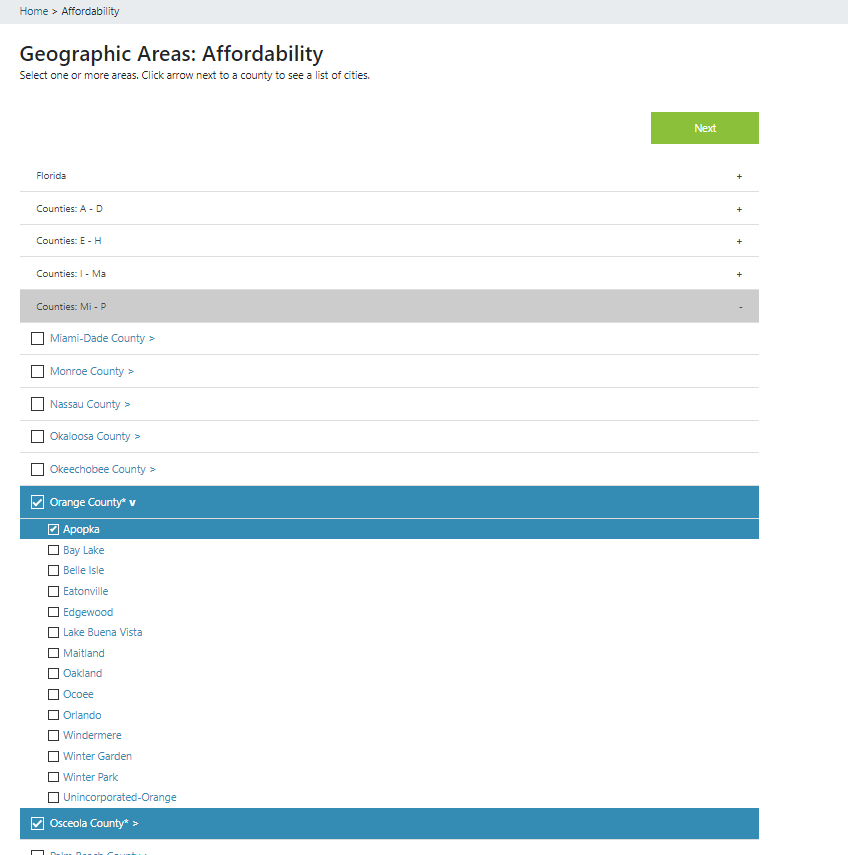 Home > Affordability
Geographic Areas: Affordability
Select one or more areas. Click arrow next to a county to see a list of cities.
Next
Florida +
Counties: A - D +
Counties: E - H +
Counties: I - Ma +
Counties: Mi - P -
Miami-Dade County >
Monroe County >
Nassau County >
Okaloosa County >
Okeechobee County >
Orange County* v
Apopka
Bay Lake
Belle Isle
Eatonville
Edgewood
Lake Buena Vista
Maitland
Oakland
Ocoee
Orlando
Windermere
Winter Garden
Winter Park
Unincorporated-Orange
Osceola County* >
Palm Beach County >